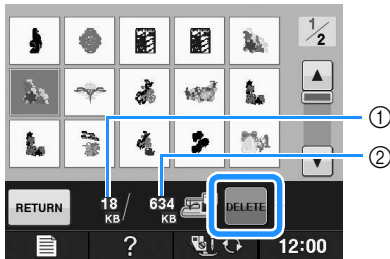 1/2
①
②
RETURN
18 KB / 634 KB
DELETE
?
12:00